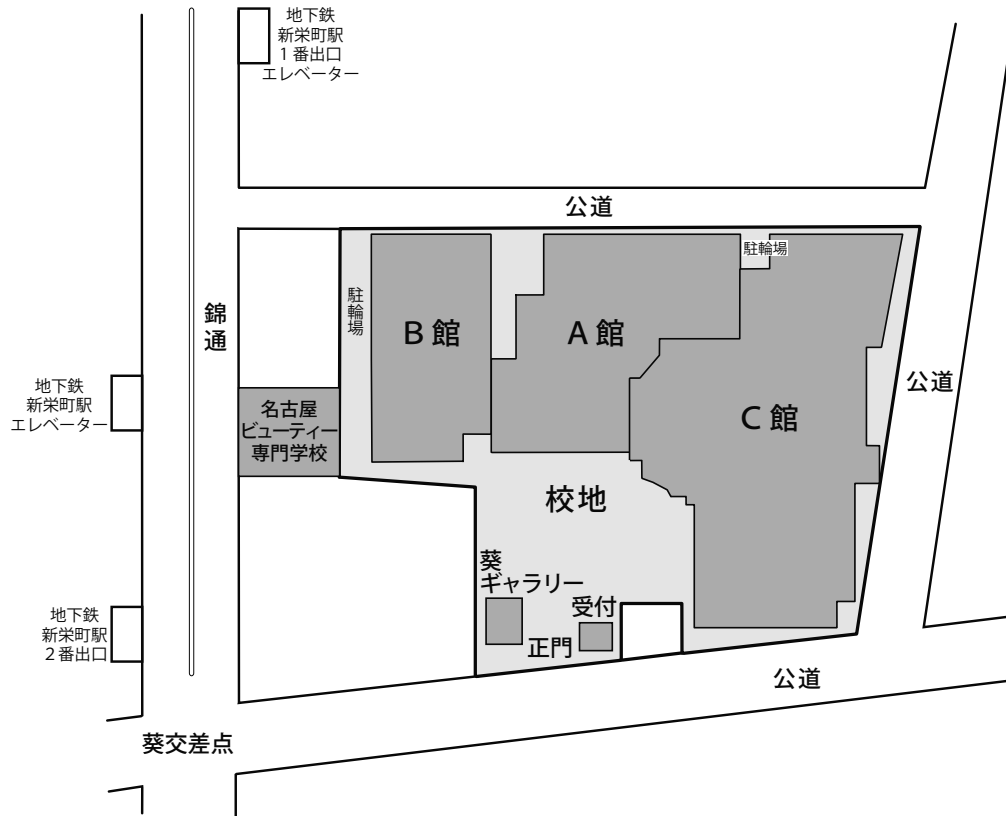 地下鉄
新栄町駅
1番出口
エレベーター
公道
駐輪場
駐輪場
錦通
B館
A館
公道
地下鉄
新栄町駅
エレベーター
名古屋
ビューティー
専門学校
C館
校地
葵
ギャラリー
受付
地下鉄
新栄町駅
2番出口
正門
公道
葵交差点